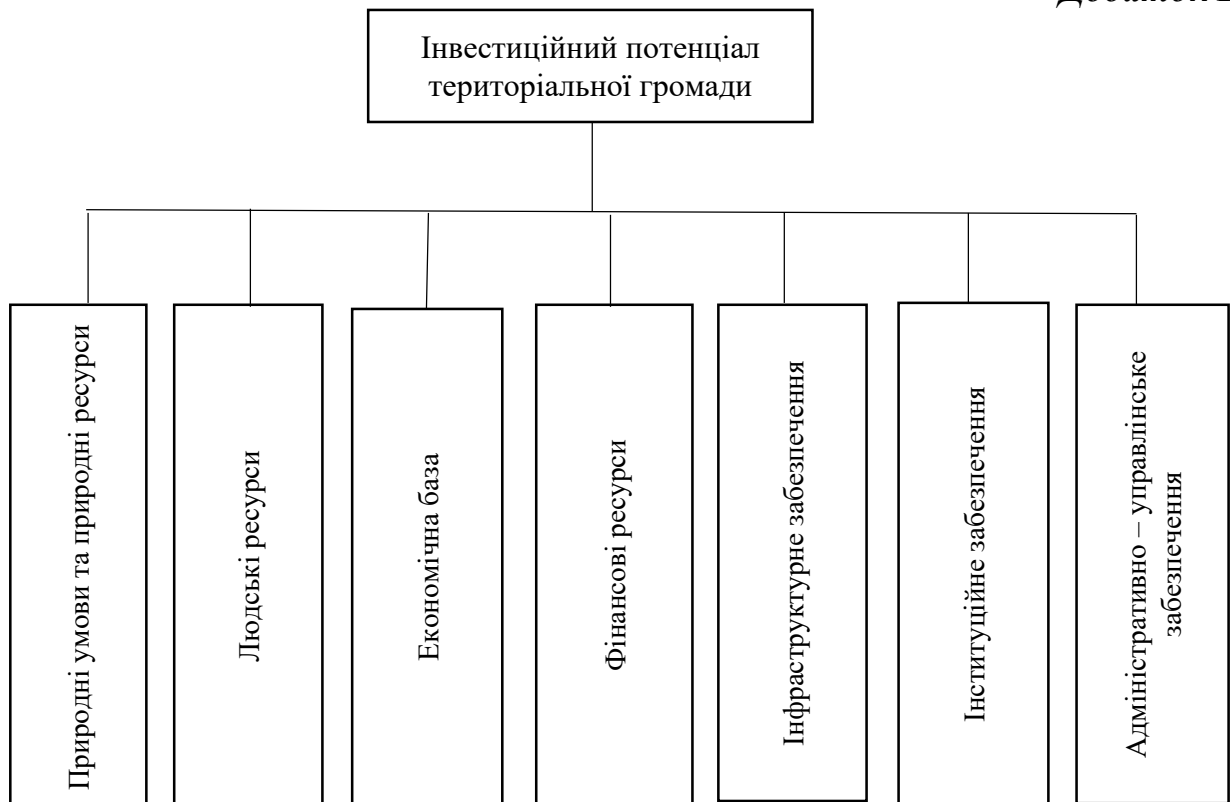 Інвестиційний потенціал
територіальної громади
Природні умови та природні ресурси
Людські ресурси
Економічна база
Фінансові ресурси
Інфраструктурне забезпечення
Інституційне забезпечення
Адміністративно – управлінське
забезпечення